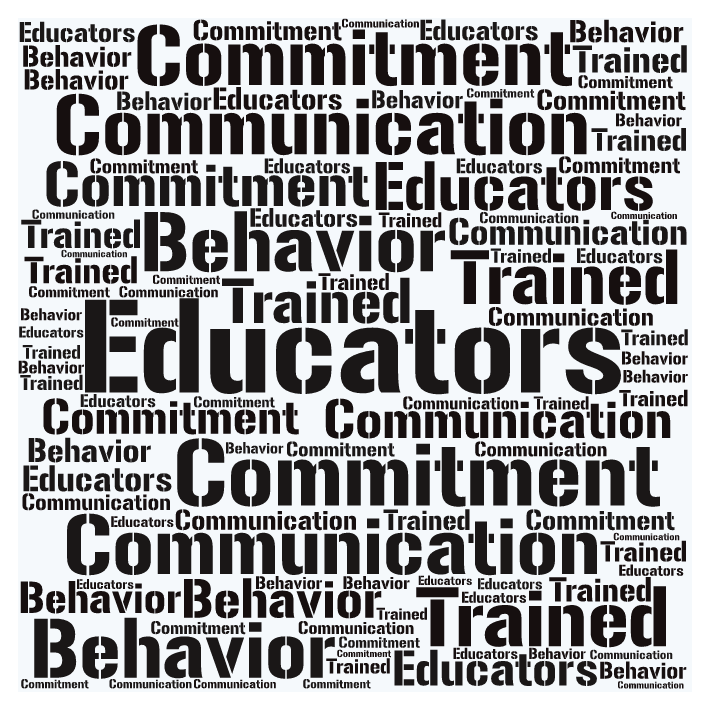 Educators Commitment Communication Educators Behavior
Behavior Commitment Trained
Behavior Commitment
Behavior Educators Behavior Commitment Commitment
Communication Behavior
Trained
Commitment Educators Educators Commitment
Commitment Educators
Communication Educators Trained Communication Communication
Trained Behavior Communication
Communication Trained Educators
Trained Trained
Commitment Trained
Commitment Communication Trained
Behavior Commitment Communication
Educators Educators Trained
Trained Behavior
Behavior Behavior
Trained
Educators Commitment Communication Trained Trained
Commitment Communication
Behavior Behavior Commitment Communication
Educators Commitment
Communication
Educators Communication Trained Commitment
Communication Communication
Trained
Educators
Educators Behavior Behavior Educators Educators Trained
Behavior Behavior Educators
Trained Trained
Commitment Communication
Behavior Commitment
Commitment Educators Behavior Communication
Trained Educators Behavior
Commitment Communication Communication Commitment Communication